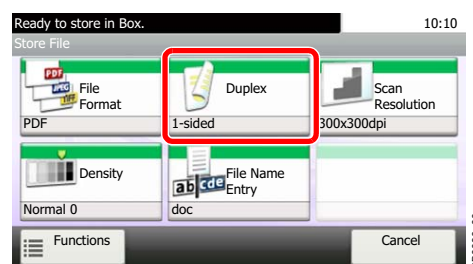 Ready to store in Box. 10:10
Store File
PDF
JPEG
TIFF
File
Format
PDF
Duplex
1-sided
Scan
Resolution
300x300dpi
Density
Normal 0
ab cde
File Name
Entry
doc
Functions
Cancel